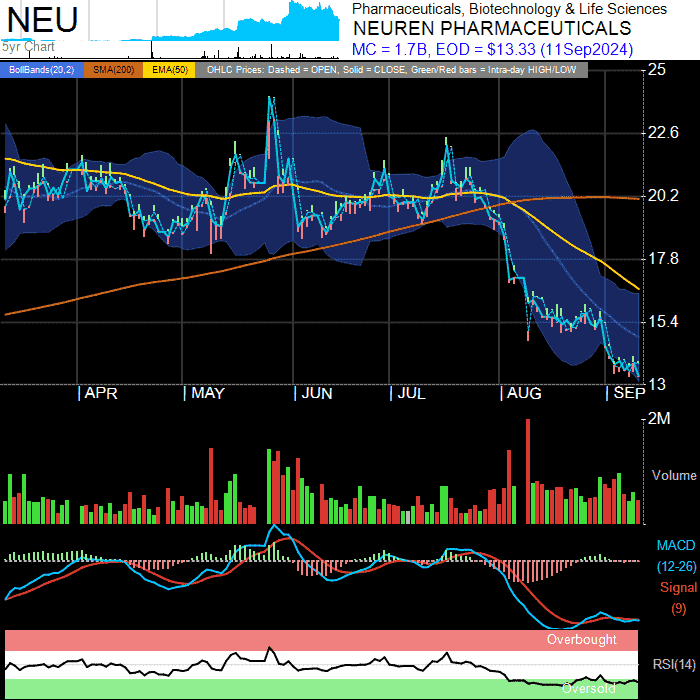 NEU
Pharmaceuticals, Biotechnology & Life Sciences
NEUREN PHARMACEUTICALS
5yr Chart
MC = 1.7B, EOD = $13.33 (11Sep2024)
BollBands(20,2) SMA(200) EMA(50) OHLC Prices: Dashed = OPEN, Solid = CLOSE, Green/Red bars = Intra-day HIGH/LOW
25
22.6
20.2
17.8
15.4
13
APR MAY JUN JUL AUG SEP
2M
Volume
MACD
(12-26)
Signal
(9)
Overbought
RSI(14)
Oversold